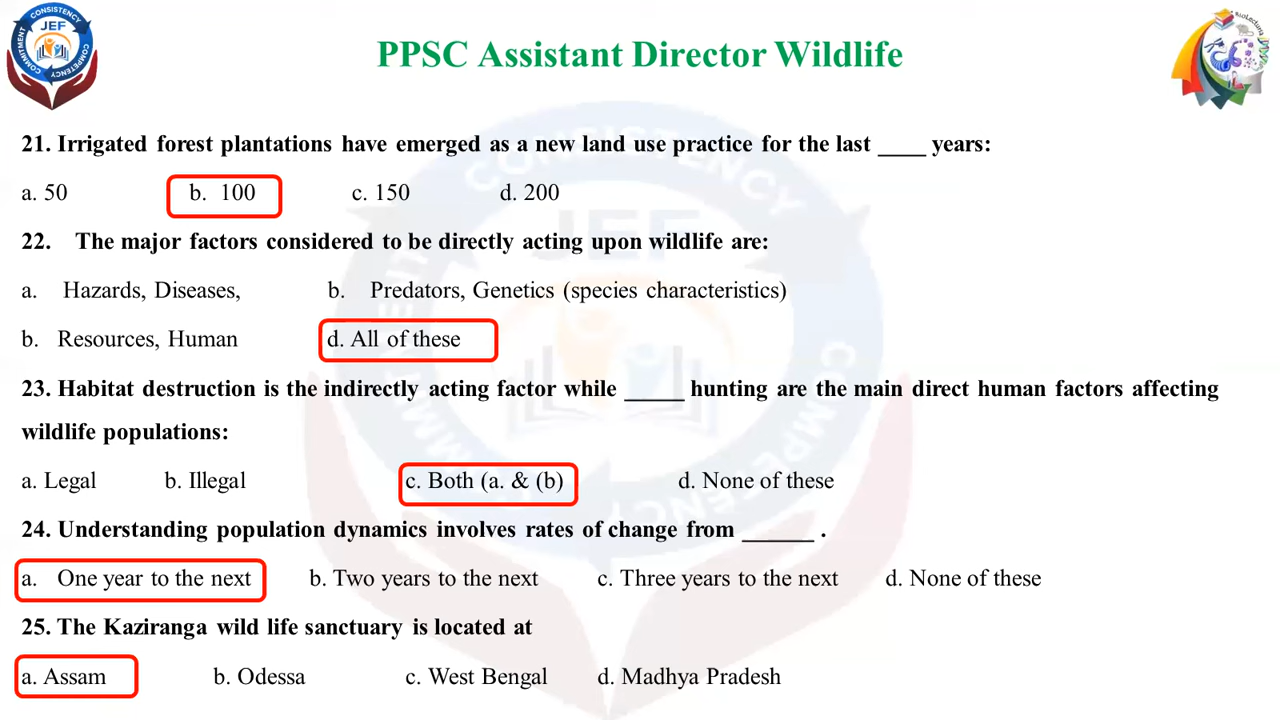 CONSISTENCY
JEF
COMMITMENT
COMPETENCY
PPSC Assistant Director Wildlife
21. Irrigated forest plantations have emerged as a new land use practice for the last ____ years:
a. 50 b. 100 c. 150 d. 200
22. The major factors considered to be directly acting upon wildlife are:
a. Hazards, Diseases, b. Predators, Genetics (species characteristics)
b. Resources, Human d. All of these
23. Habitat destruction is the indirectly acting factor while _____ hunting are the main direct human factors affecting
wildlife populations:
a. Legal b. Illegal c. Both (a. & (b) d. None of these
24. Understanding population dynamics involves rates of change from ______ .
a. One year to the next b. Two years to the next c. Three years to the next d. None of these
25. The Kaziranga wild life sanctuary is located at
a. Assam b. Odessa c. West Bengal d. Madhya Pradesh